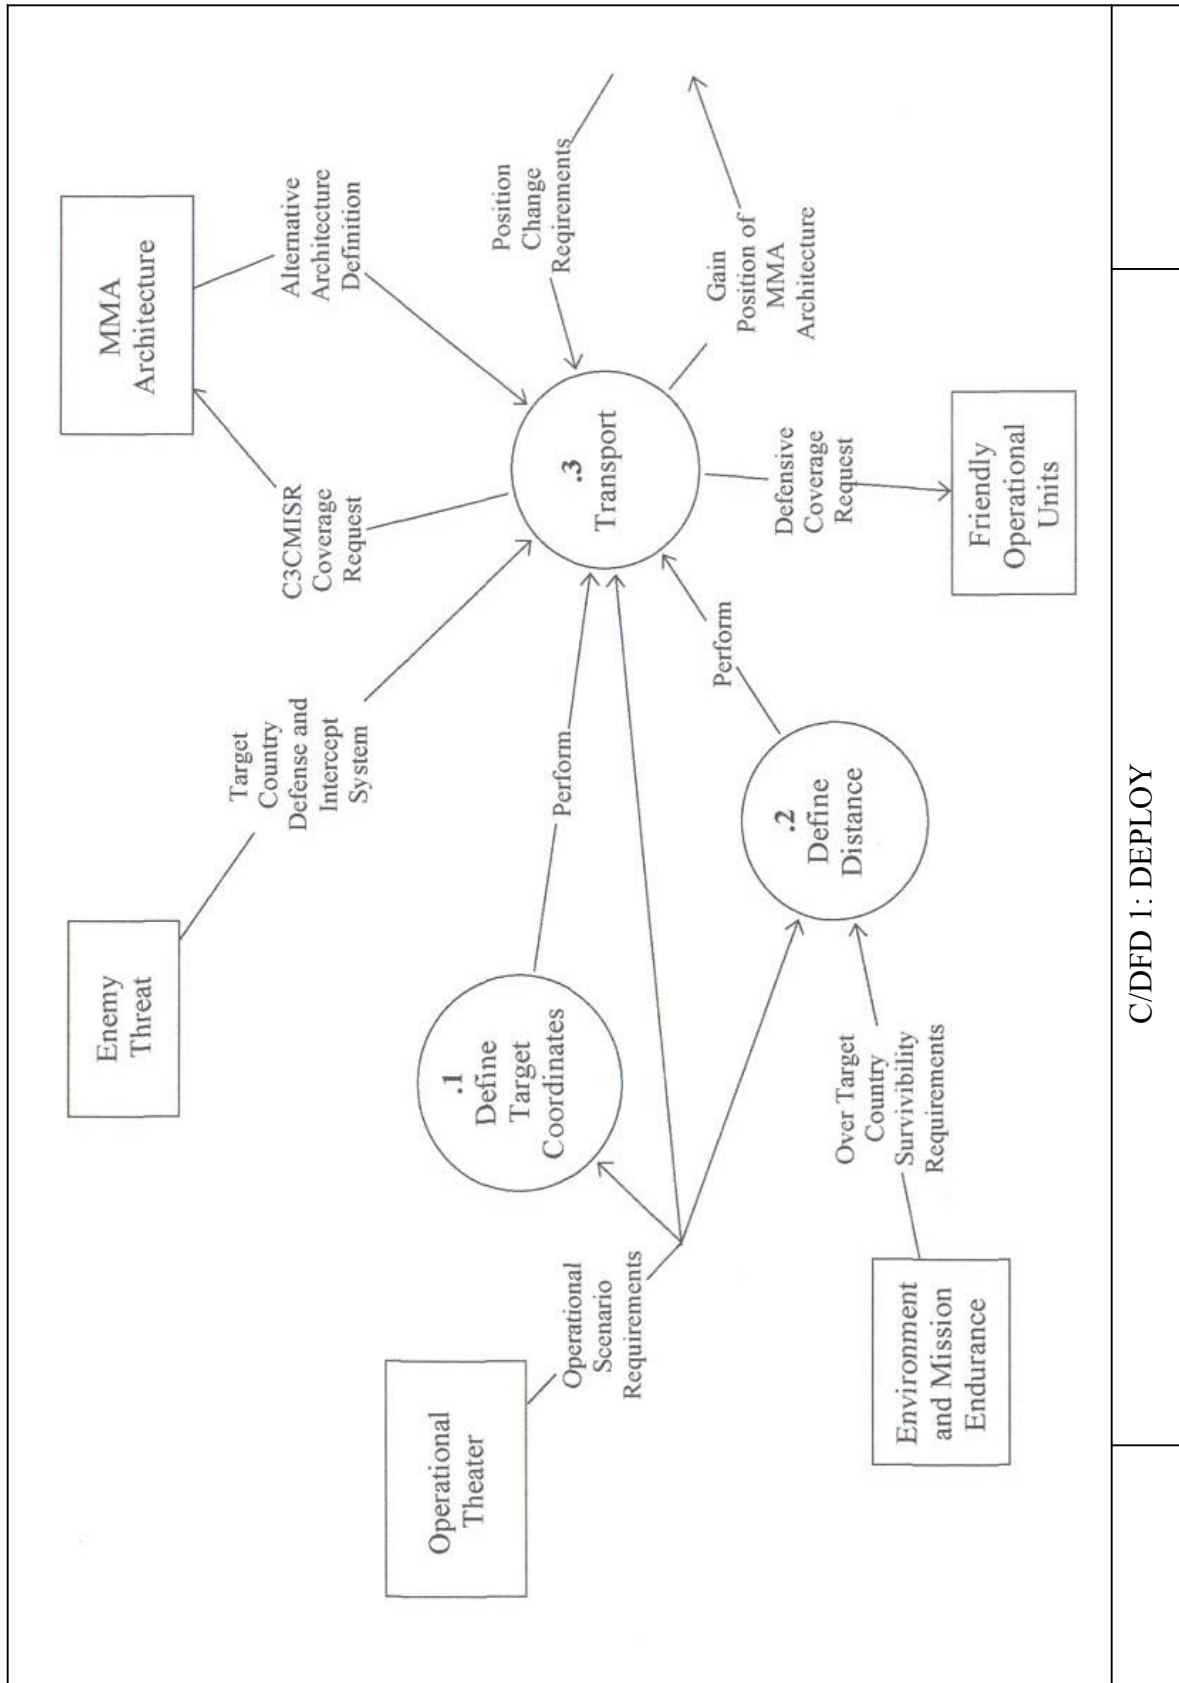 Enemy
Threat
MMA
Architecture
Target
Country
Defense and
Intercept
System
C3CMISR
Coverage
Request
Alternative
Architecture
Definition
Operational
Theater
.1
Define
Target
Coordinates
Perform
.3
Transport
Position
Change
Reqirements
Operational
Scenario
Requirements
Perform
Gain
Position of
MMA
Architecture
.2
Define
Distance
Defensive
Coverage
Request
Over Target
Country
Survivibility
Requirements
Environment
and Mission
Endurance
Friendly
Operational
Units
C/DFD 1: DEPLOY